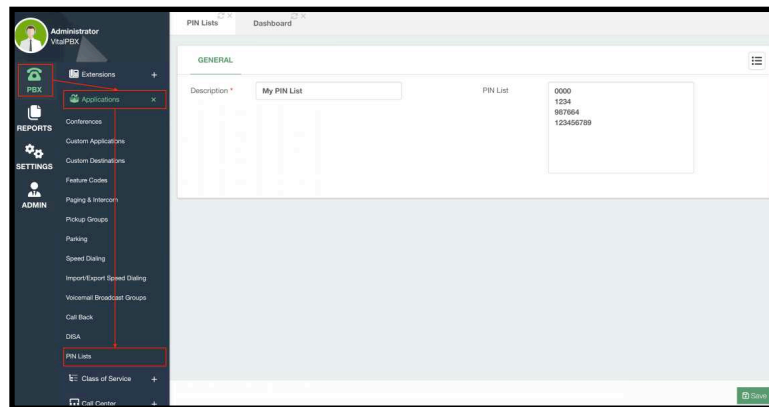 Administrator
VitalPBX
PBX
REPORTS
SETTINGS
ADMIN
Extensions +
Applications ×
Conferences
Custom Applications
Custom Destinations
Feature Codes
Paging & Intercom
Pickup Groups
Parking
Speed Dialing
Import/Export Speed Dialing
Voicemail Broadcast Groups
Call Back
DISA
PIN Lists
Class of Service +
Call Center +
PIN Lists
Dashboard
GENERAL
Description *
My PIN List
PIN List
0000
1234
987664
123456789
Save